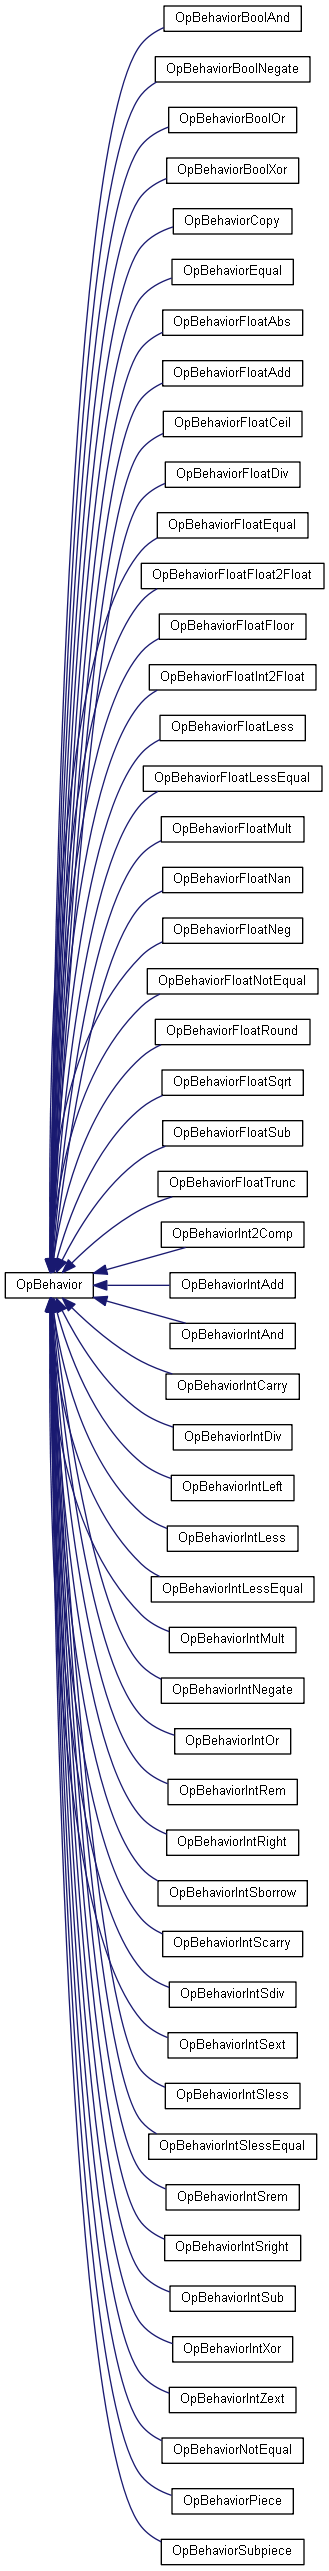 OpBehaviorBoolAnd
OpBehaviorBoolNegate
OpBehaviorBoolOr
OpBehaviorBoolXor
OpBehaviorCopy
OpBehaviorEqual
OpBehaviorFloatAbs
OpBehaviorFloatAdd
OpBehaviorFloatCeil
OpBehaviorFloatDiv
OpBehaviorFloatEqual
OpBehaviorFloatFloat2Float
OpBehaviorFloatFloor
OpBehaviorFloatInt2Float
OpBehaviorFloatLess
OpBehaviorFloatLessEqual
OpBehaviorFloatMult
OpBehaviorFloatNan
OpBehaviorFloatNeg
OpBehaviorFloatNotEqual
OpBehaviorFloatRound
OpBehaviorFloatSqrt
OpBehaviorFloatSub
OpBehaviorFloatTrunc
OpBehaviorInt2Comp
OpBehavior
OpBehaviorIntAdd
OpBehaviorIntAnd
OpBehaviorIntCarry
OpBehaviorIntDiv
OpBehaviorIntLeft
OpBehaviorIntLess
OpBehaviorIntLessEqual
OpBehaviorIntMult
OpBehaviorIntNegate
OpBehaviorIntOr
OpBehaviorIntRem
OpBehaviorIntRight
OpBehaviorIntSborrow
OpBehaviorIntScarry
OpBehaviorIntSdiv
OpBehaviorIntSext
OpBehaviorIntSless
OpBehaviorIntSlessEqual
OpBehaviorIntSrem
OpBehaviorIntSright
OpBehaviorIntSub
OpBehaviorIntXor
OpBehaviorIntZext
OpBehaviorNotEqual
OpBehaviorPiece
OpBehaviorSubpiece